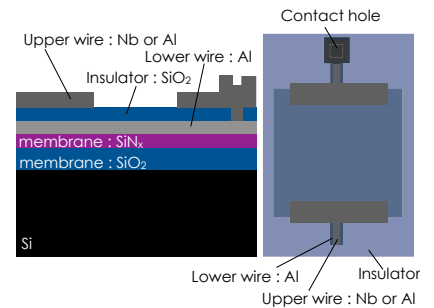 Contact hole
Upper wire : Nb or Al
Lower wire : Al
Insulator : SiO₂
membrane : SiNₓ
membrane : SiO₂
Si
Lower wire : Al
Insulator
Upper wire : Nb or Al